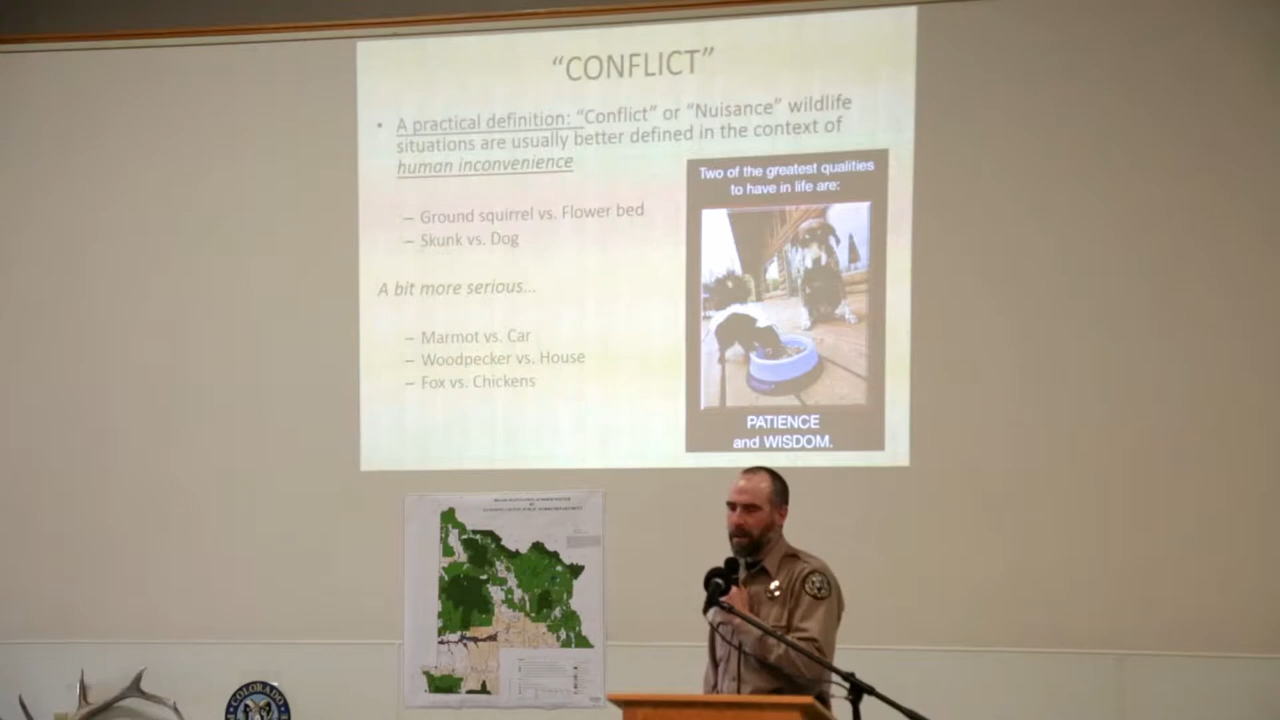 “CONFLICT”
• A practical definition: “Conflict” or “Nuisance” wildlife
situations are usually better defined in the context of
human inconvenience
– Ground squirrel vs. Flower bed
– Skunk vs. Dog
A bit more serious...
– Marmot vs. Car
– Woodpecker vs. House
– Fox vs. Chickens
Two of the greatest qualities
to have in life are:
PATIENCE
and WISDOM.
COLORADO